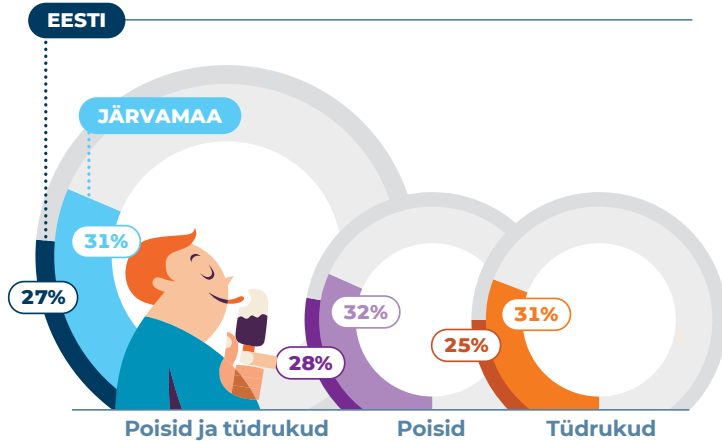 EESTI
JÄRVAMAA
31%
27%
32%
28%
31%
25%
Poisid ja tüdrukud
Poisid
Tüdrukud